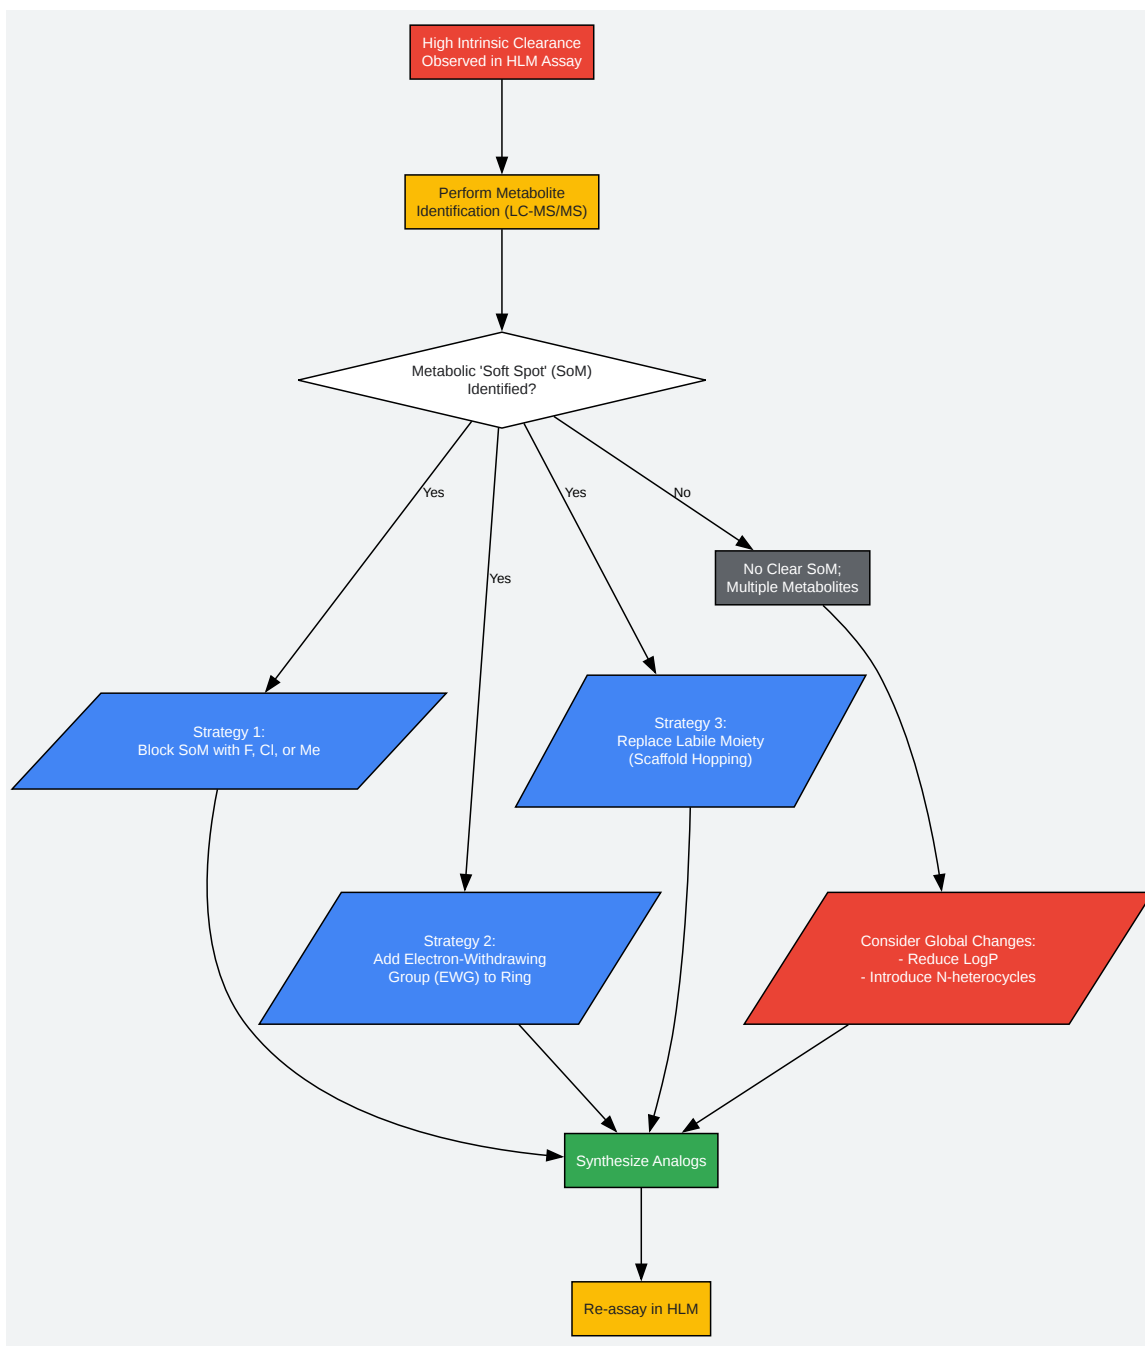 High Intrinsic Clearance
Observed in HLM Assay
Perform Metabolite
Identification (LC-MS/MS)
Metabolic 'Soft Spot' (SoM)
Identified?
Yes
Yes
No
Yes
No Clear SoM;
Multiple Metabolites
Strategy 1:
Block SoM with F, Cl, or Me
Strategy 3:
Replace Labile Moiety
(Scaffold Hopping)
Strategy 2:
Add Electron-Withdrawing
Group (EWG) to Ring
Consider Global Changes:
- Reduce LogP
- Introduce N-heterocycles
Synthesize Analogs
Re-assay in HLM